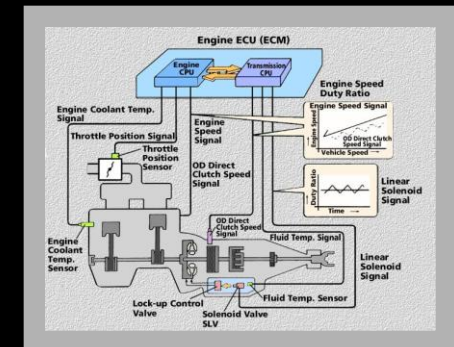 Engine ECU (ECM)
Engine
CPU
Transmission
CPU
Engine Speed
Duty Ratio
Engine Coolant Temp.
Signal
Throttle Position Signal
Throttle
Position
Sensor
Engine
Speed
Signal
OD Direct
Clutch Speed
Signal
Engine Speed Signal
Engine Speed
OD Direct Clutch
Speed Signal
Vehicle Speed
Duty Ratio
Time
Linear
Solenoid
Signal
OD Direct
Clutch Speed
Signal
Fluid Temp. Signal
Engine
Coolant
Temp.
Sensor
Linear
Solenoid
Signal
Lock-up Control
Valve
Solenoid Valve
SLV
Fluid Temp. Sensor